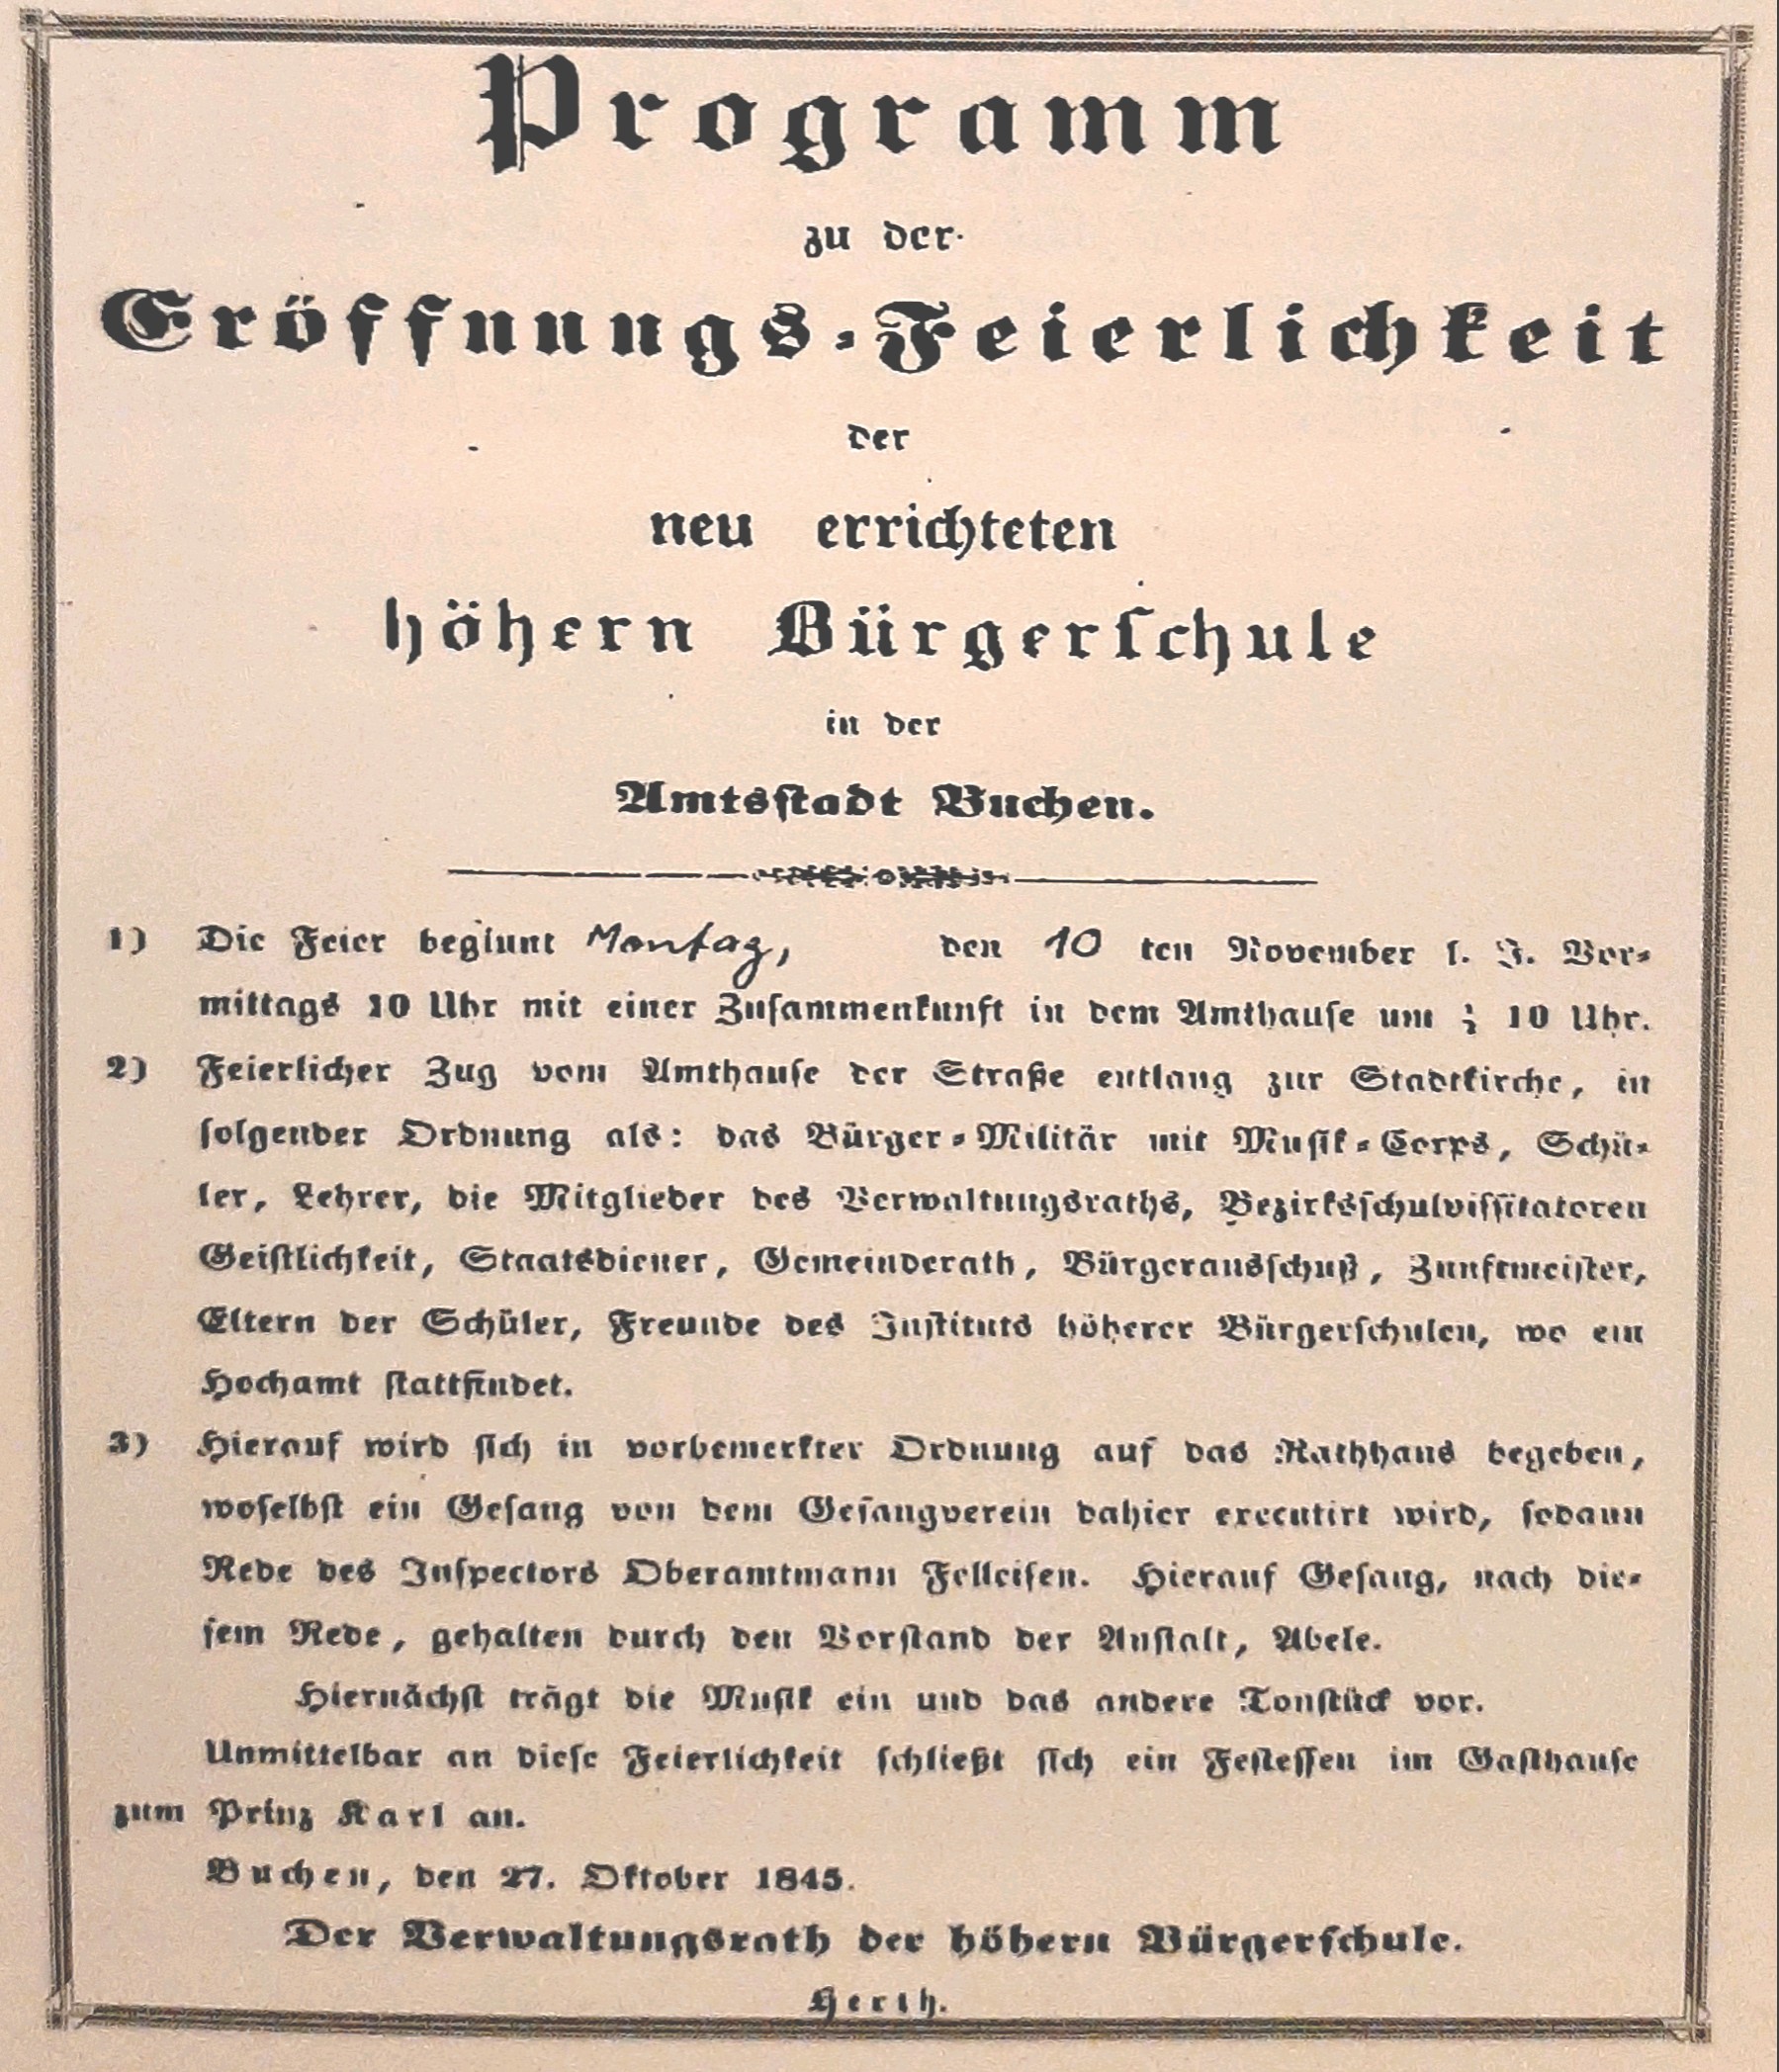 Programm
zu der
Eröffnungs-Feierlichkeit
der
neu errichteten
höhern Bürgerschule
in der
Amtsstadt Buchen.
1) Die Feier beginnt Montag, den 10 ten November l. J. Vor-
mittags 10 Uhr mit einer Zusammenkunft in dem Amthause um ½ 10 Uhr.
2) Feierlicher Zug vom Amthause der Straße entlang zur Stadtkirche, in
folgender Ordnung als: das Bürger-Militär mit Musik-Corps, Schü-
ler, Lehrer, die Mitglieder des Verwaltungsraths, Bezirksschulvissitatoren
Geistlichkeit, Staatsdiener, Gemeinderath, Bürgerausschuß, Zunftmeister,
Eltern der Schüler, Freunde des Instituts höherer Bürgerschulen, wo ein
Hochamt stattfindet.
3) Hierauf wird sich in vorbemerkter Ordnung auf das Rathhaus begeben,
woselbst ein Gesang von dem Gesangverein dahier executirt wird, sodann
Rede des Inspectors Oberamtmann Felleisen. Hierauf Gesang, nach die-
sem Rede, gehalten durch den Vorstand der Anstalt, Abele.
Hiernächst trägt die Musik ein und das andere Tonstück vor.
Unmittelbar an diese Feierlichkeit schließt sich ein Festessen im Gasthause
zum Prinz Karl an.
Buchen, den 27. Oktober 1845.
Der Verwaltungsrath der höhern Bürgerschule.
Herth.